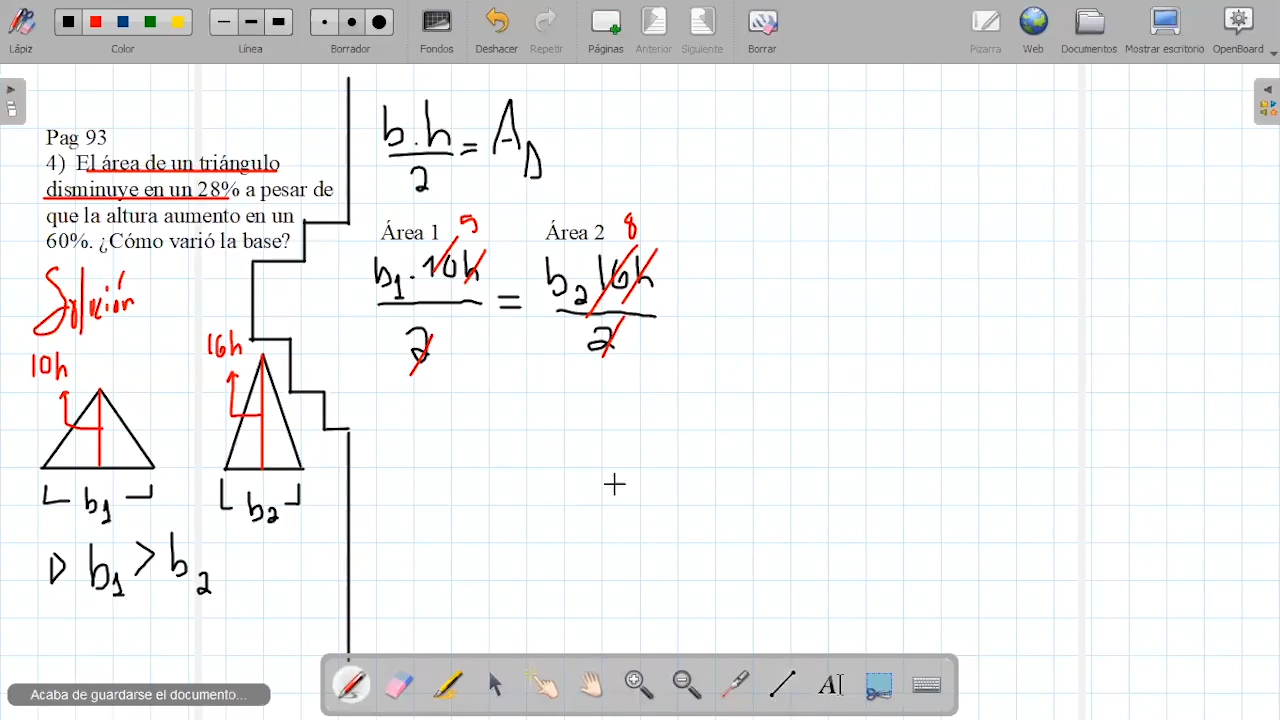 Lápiz
Color
Línea
Borrador
Fondos
Deshacer
Repetir
Páginas
Anterior
Siguiente
Borrar
Pizarra
Web
Documentos
Mostrar escritorio
OpenBoard
Pag 93
4) El área de un triángulo
disminuye en un 28% a pesar de
que la altura aumento en un
60%. ¿Cómo varió la base?
Solución
10h
b1
16h
b2
b1 > b2
b.h/2 = A
Área 1
5
b1 . 10h/2 =
Área 2
8
b2 16h/2
AI
Acaba de guardarse el documento...